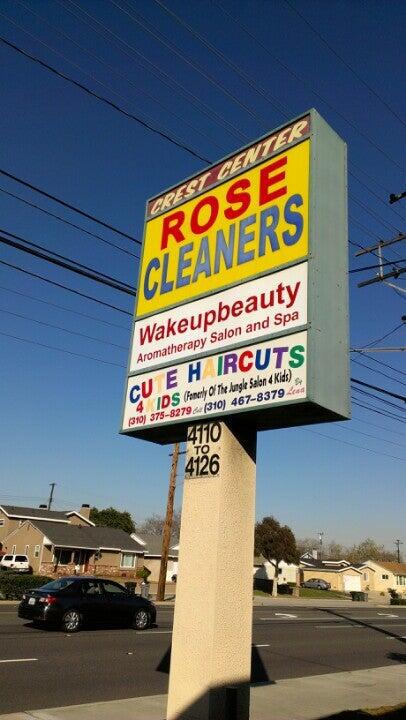 CREST CENTER
ROSE
CLEANERS
Wakeupbeauty
Aromatherapy Salon and Spa
CUTE HAIRCUTS
4 KIDS (Fomerly Of The Jungle Salon 4 Kids) By
Lena
(310) 375-8279 Call (310) 467-8379
4110
TO
4126